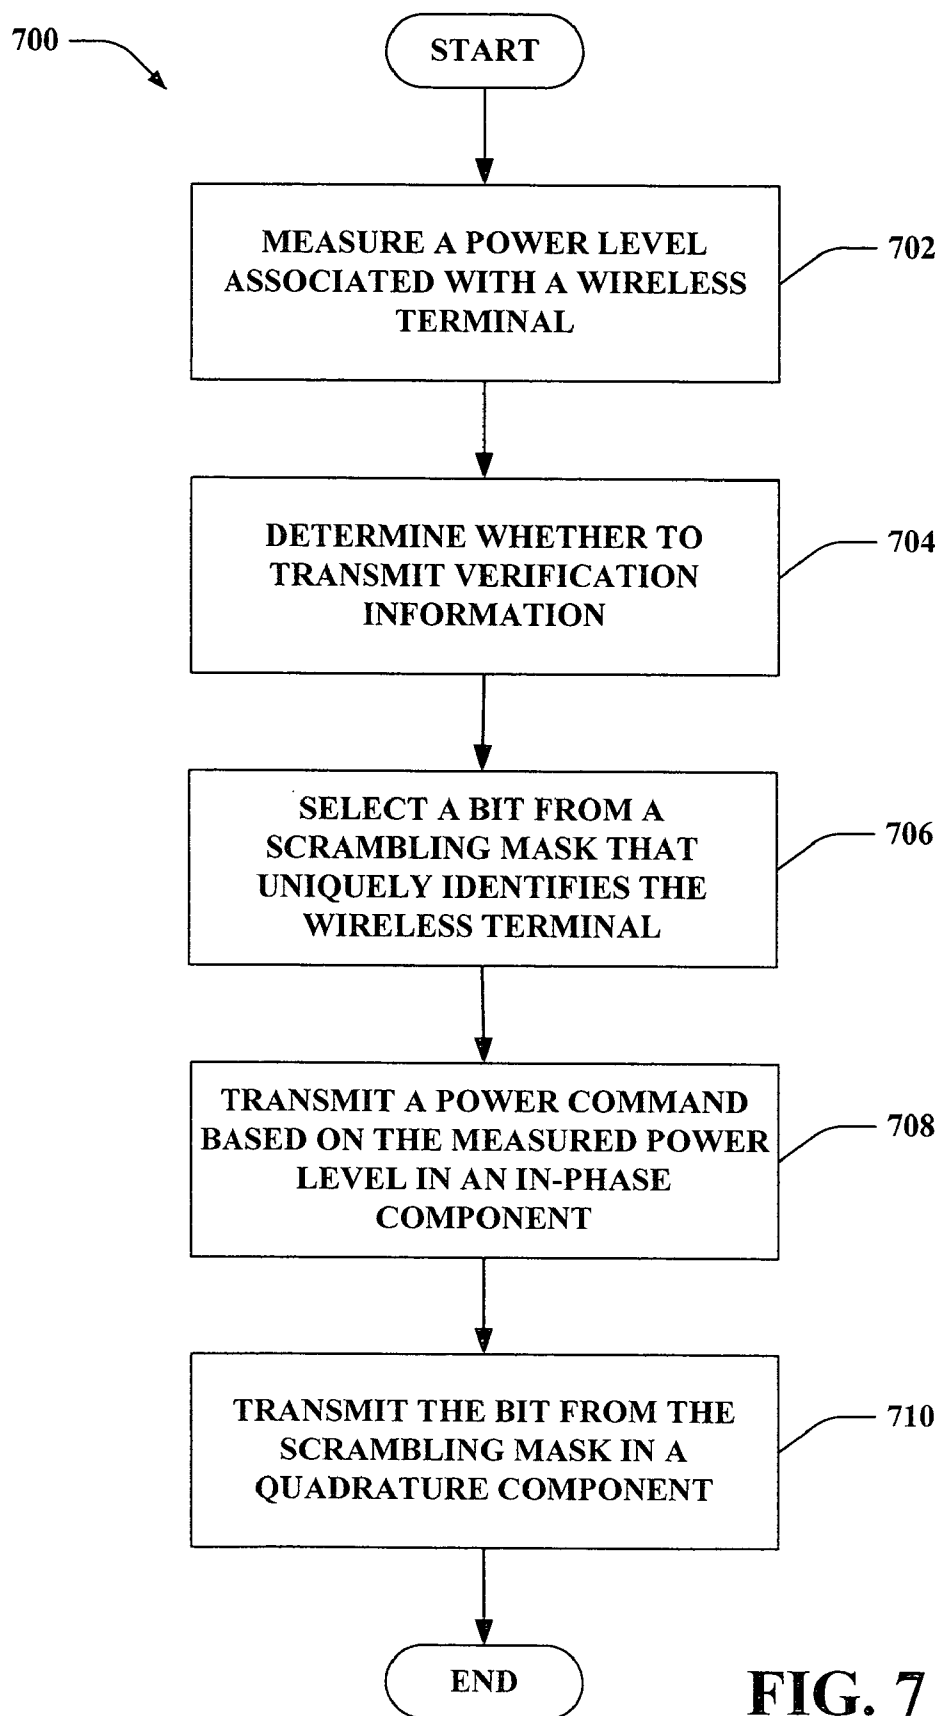 700
START
MEASURE A POWER LEVEL
ASSOCIATED WITH A WIRELESS
TERMINAL
702
DETERMINE WHETHER TO
TRANSMIT VERIFICATION
INFORMATION
704
SELECT A BIT FROM A
SCRAMBLING MASK THAT
UNIQUELY IDENTIFIES THE
WIRELESS TERMINAL
706
TRANSMIT A POWER COMMAND
BASED ON THE MEASURED POWER
LEVEL IN AN IN-PHASE
COMPONENT
708
TRANSMIT THE BIT FROM THE
SCRAMBLING MASK IN A
QUADRATURE COMPONENT
710
END
FIG. 7